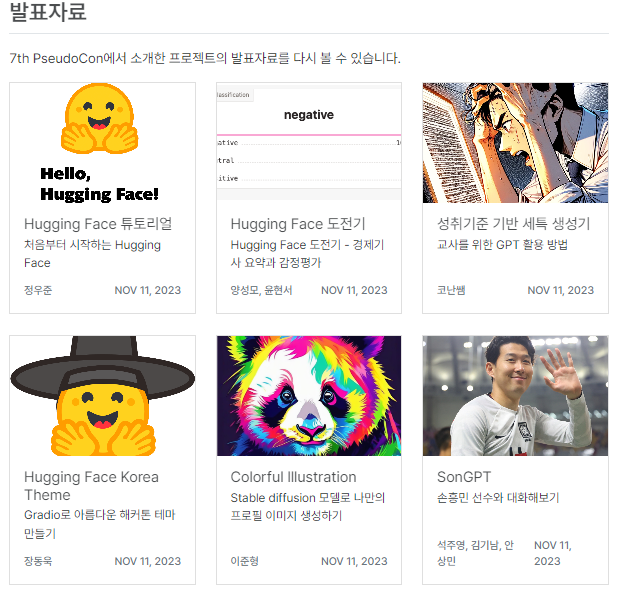 발표자료
7th PseudoCon에서 소개한 프로젝트의 발표자료를 다시 볼 수 있습니다.
Hello,
Hugging Face!
Hugging Face 튜토리얼
처음부터 시작하는 Hugging
Face
정우준
NOV 11, 2023
lassification
negative
ative
utral
sitive
Hugging Face 도전기
Hugging Face 도전기 - 경제기
사 요약과 감정평가
양성모, 윤현서
NOV 11, 2023
성취기준 기반 세특 생성기
교사를 위한 GPT 활용 방법
코난쌤
NOV 11, 2023
Hugging Face Korea
Theme
Gradio로 아름다운 해커톤 테마
만들기
장동욱
NOV 11, 2023
Colorful Illustration
Stable diffusion 모델로 나만의
프로필 이미지 생성하기
이준형
NOV 11, 2023
SonGPT
손흥민 선수와 대화해보기
석주영, 김기남, 안
상민
NOV 11,
2023